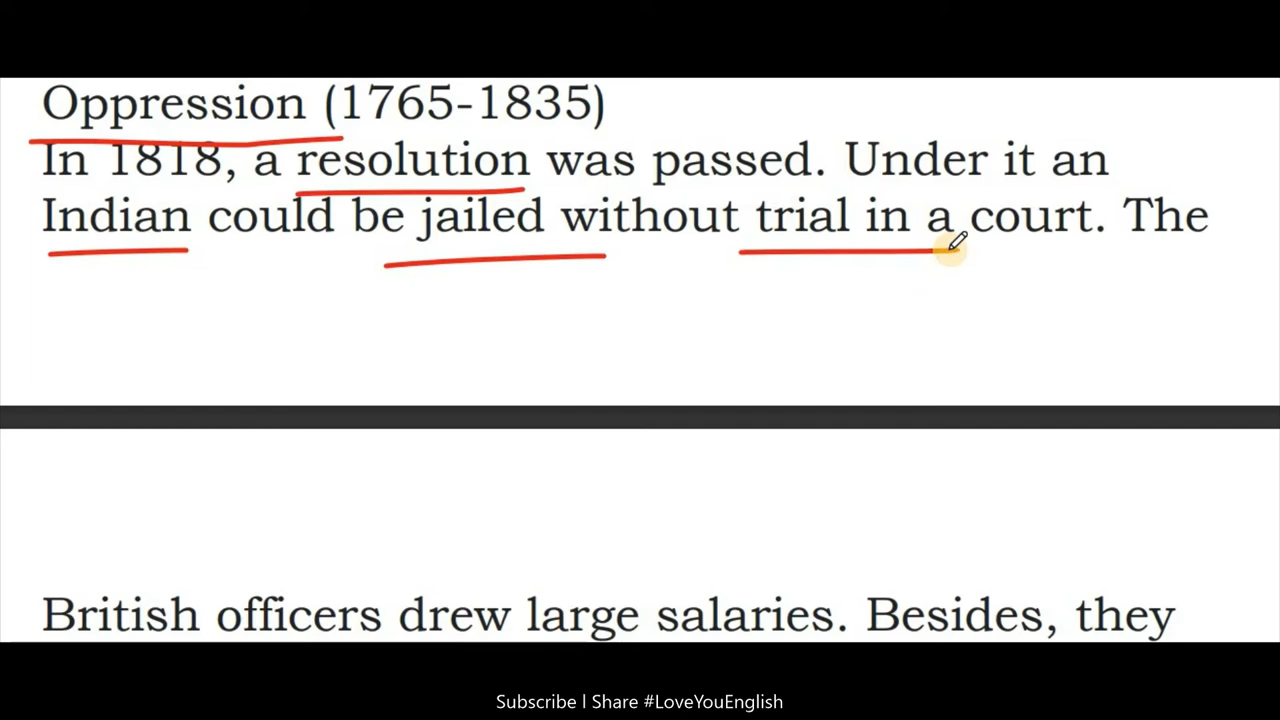 Oppression (1765-1835)
In 1818, a resolution was passed. Under it an
Indian could be jailed without trial in a court. The
British officers drew large salaries. Besides, they
Subscribe | Share #LoveYouEnglish